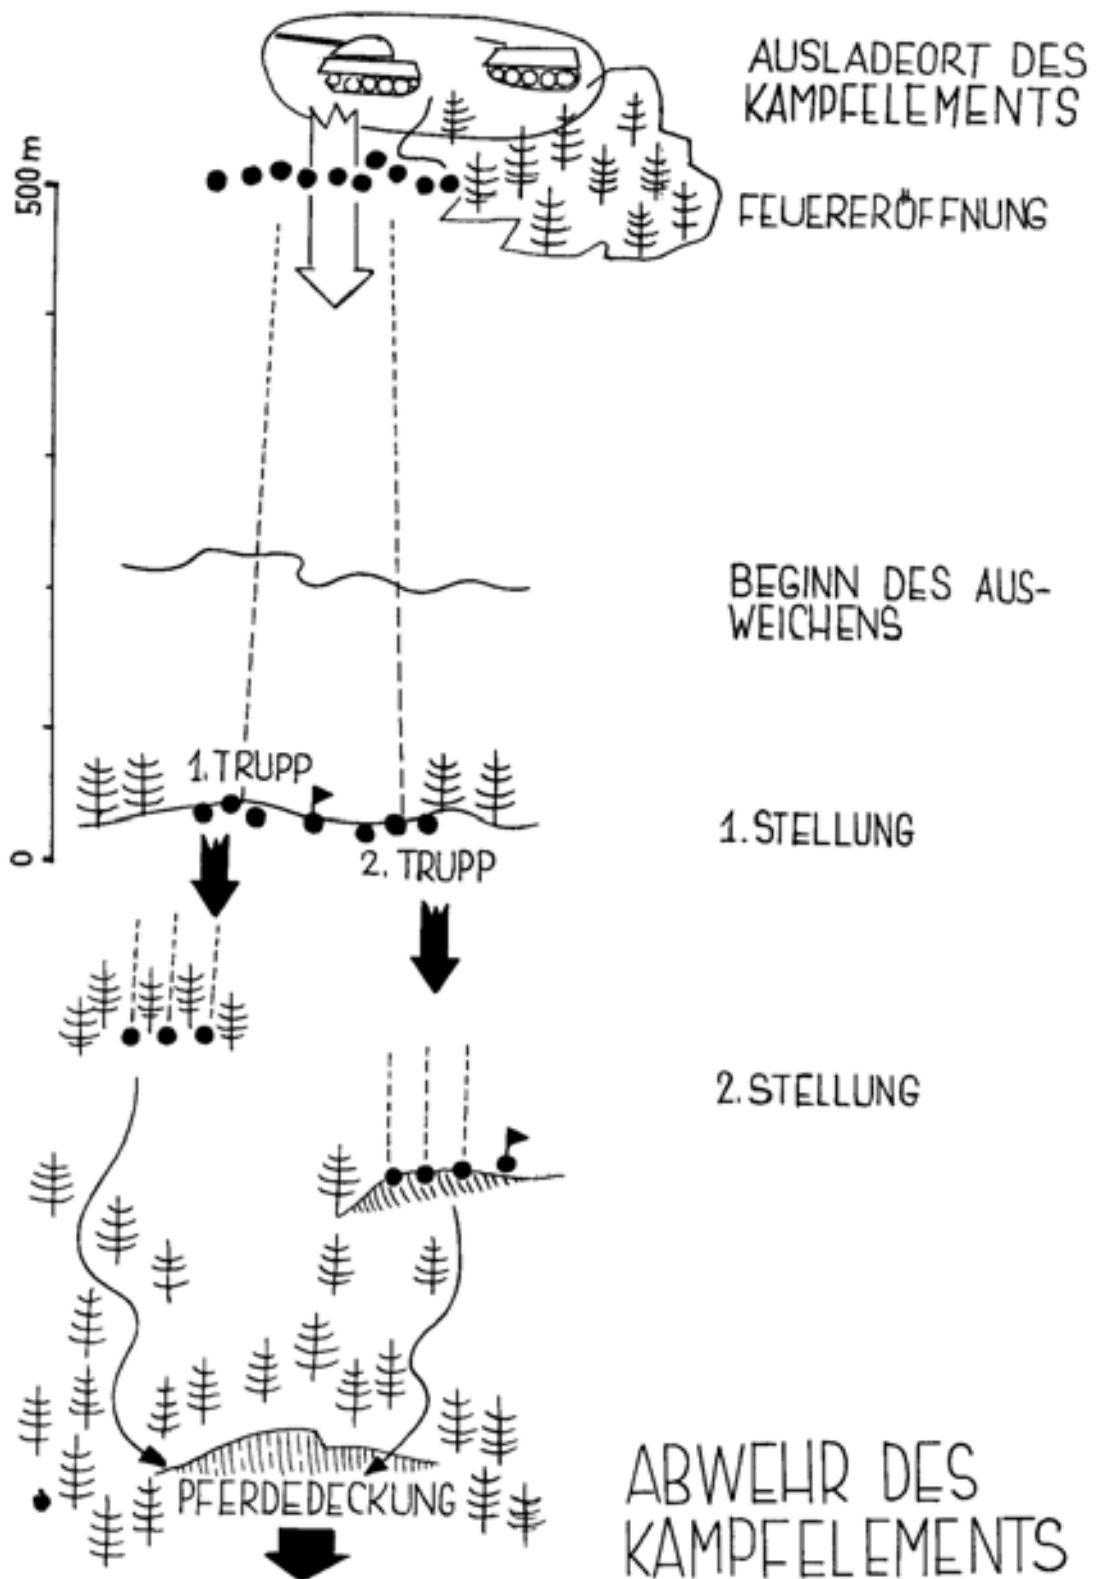 AUSLADEORT DES
KAMPFELEMENTS
500 m
FEUERERÖFFNUNG
BEGINN DES AUS-
WEICHENS
1. TRUPP
1. STELLUNG
0
2. TRUPP
2. STELLUNG
PFERDEDECKUNG
ABWEHR DES
KAMPFELEMENTS